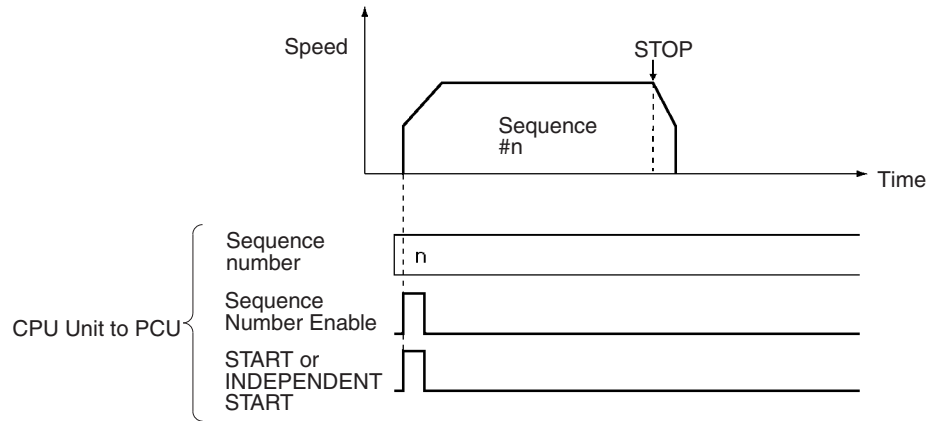 Speed
STOP
Sequence
#n
Time
Sequence
number
n
Sequence
Number Enable
CPU Unit to PCU
START or
INDEPENDENT
START